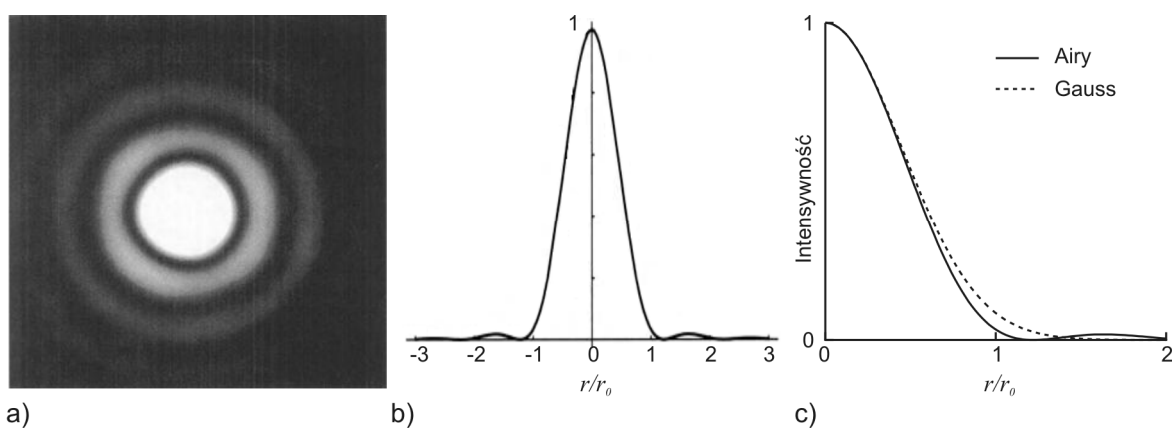 1
-3 -2 -1 0 1 2 3
r/r₀
1
Airy
Gauss
Intensywność
0
0 1 2
r/r₀
a) b) c)